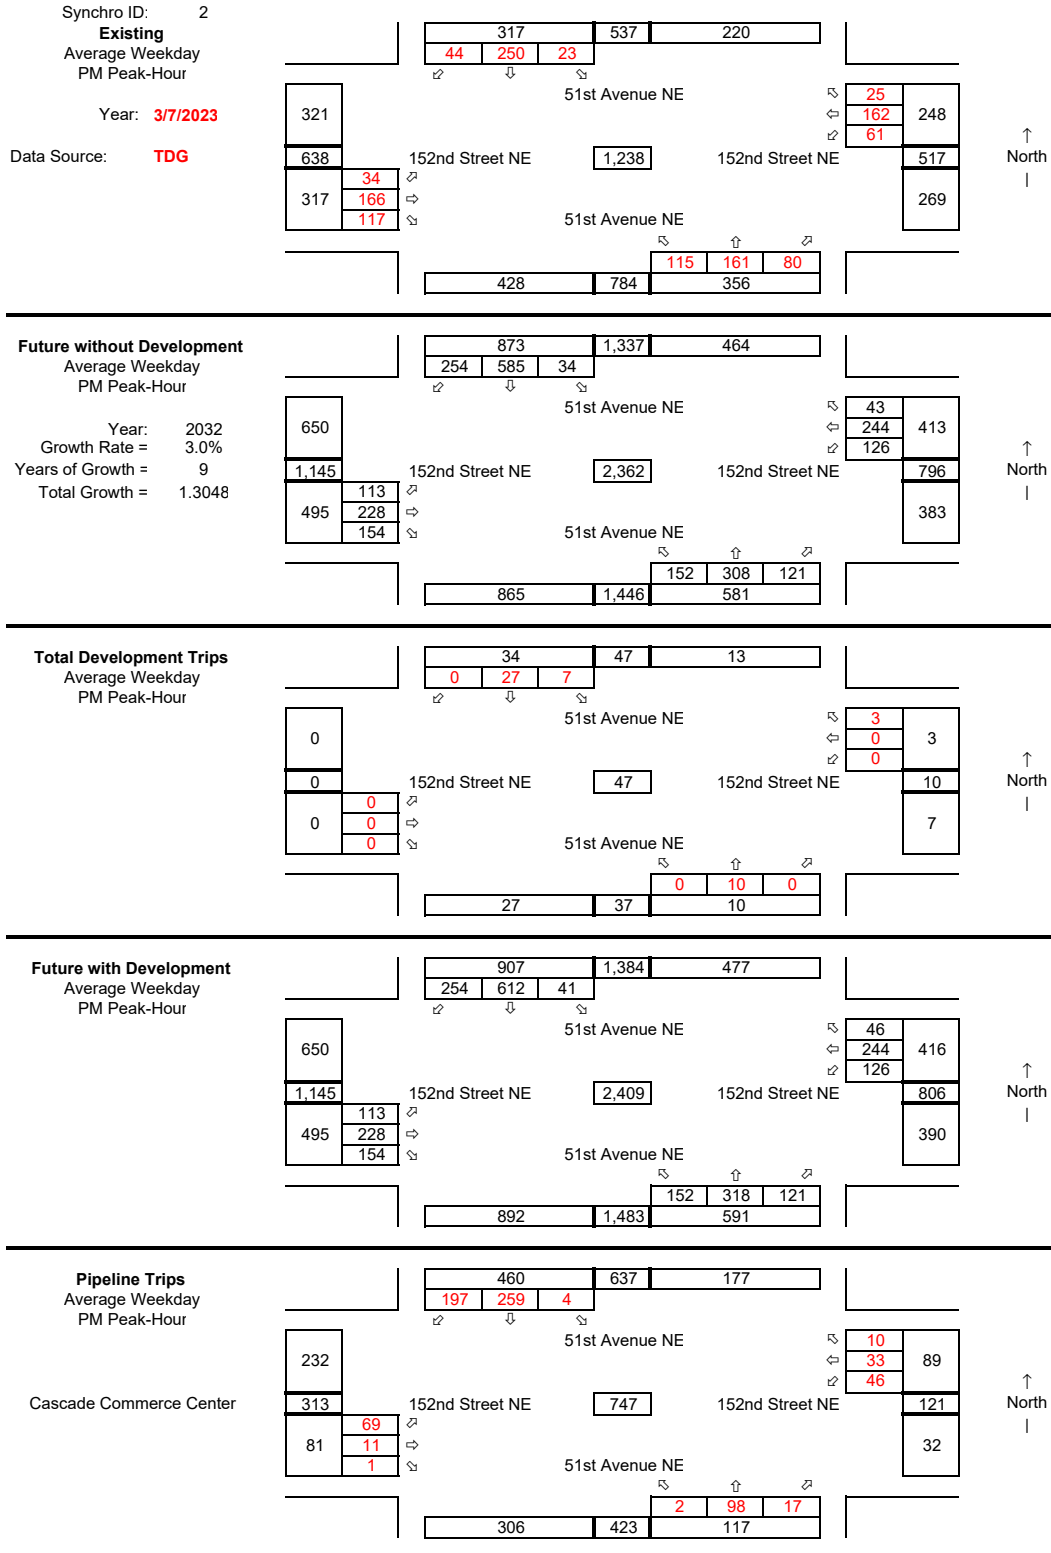 Synchro ID: 2
Existing
Average Weekday
PM Peak-Hour
Year: 3/7/2023
Data Source: TDG
317 537 220
44 250 23
51st Avenue NE
25
321 162 248
61
638 152nd Street NE 1,238 152nd Street NE 517
34
317 166 269
117 51st Avenue NE
115 161 80
428 784 356
↑
North
|
Future without Development
Average Weekday
PM Peak-Hour
Year: 2032
Growth Rate = 3.0%
Years of Growth = 9
Total Growth = 1.3048
873 1,337 464
254 585 34
51st Avenue NE
43
650 244 413
126
1,145 152nd Street NE 2,362 152nd Street NE 796
113
495 228 383
154 51st Avenue NE
152 308 121
865 1,446 581
↑
North
|
Total Development Trips
Average Weekday
PM Peak-Hour
34 47 13
0 27 7
51st Avenue NE
3
0 0 3
0
0 152nd Street NE 47 152nd Street NE 10
0
0 0 7
0 51st Avenue NE
0 10 0
27 37 10
↑
North
|
Future with Development
Average Weekday
PM Peak-Hour
907 1,384 477
254 612 41
51st Avenue NE
46
650 244 416
126
1,145 152nd Street NE 2,409 152nd Street NE 806
113
495 228 390
154 51st Avenue NE
152 318 121
892 1,483 591
↑
North
|
Pipeline Trips
Average Weekday
PM Peak-Hour
Cascade Commerce Center
460 637 177
197 259 4
51st Avenue NE
10
232 33 89
46
313 152nd Street NE 747 152nd Street NE 121
69
81 11 32
1 51st Avenue NE
2 98 17
306 423 117
↑
North
|